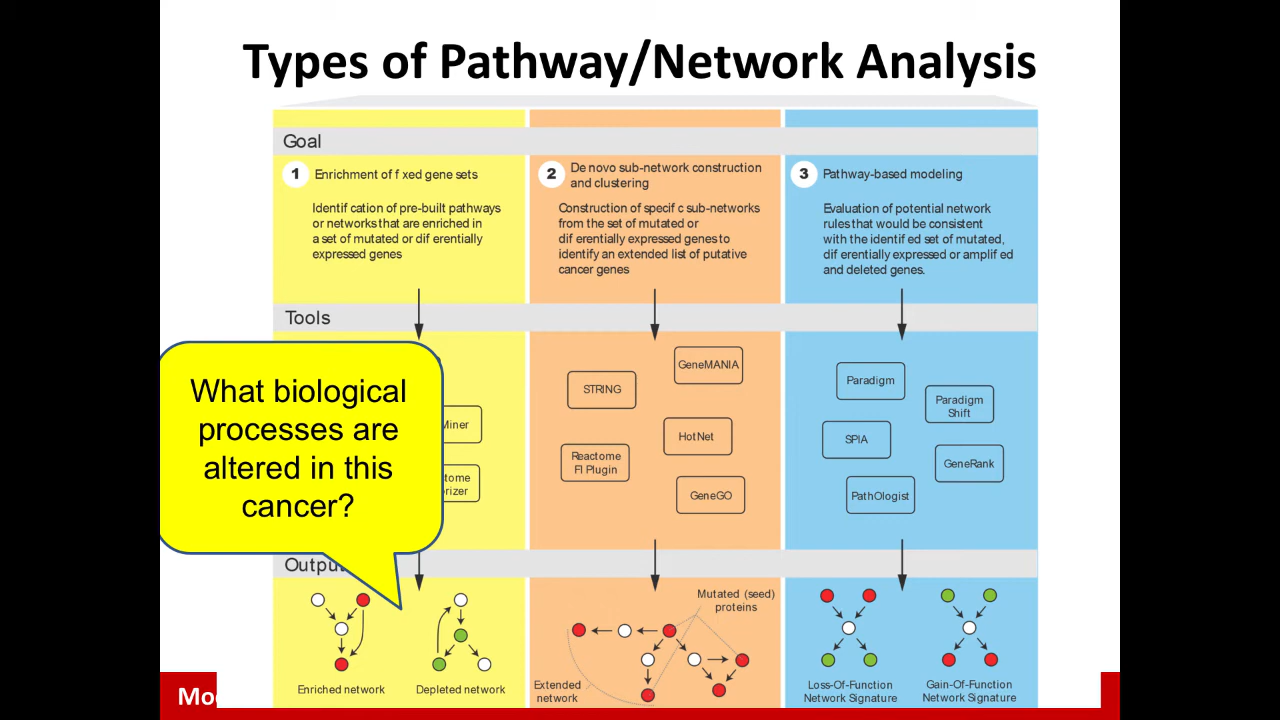 Types of Pathway/Network Analysis
Goal
1 Enrichment of f xed gene sets
Identif cation of pre-built pathways
or networks that are enriched in
a set of mutated or dif erentially
expressed genes
2 De novo sub-network construction
and clustering
Construction of specif c sub-networks
from the set of mutated or
dif erentially expressed genes to
identify an extended list of putative
cancer genes
3 Pathway-based modeling
Evaluation of potential network
rules that would be consistent
with the identif ed set of mutated,
dif erentially expressed or amplif ed
and deleted genes.
Tools
What biological
processes are
altered in this
cancer?
Miner
STRING
GeneMANIA
HotNet
Reactome
FI Plugin
GeneGO
Paradigm
Paradigm
Shift
SPIA
GeneRank
PathOlogist
Output
Enriched network
Depleted network
Mutated (seed)
proteins
Extended
network
Loss-Of-Function
Network Signature
Gain-Of-Function
Network Signature